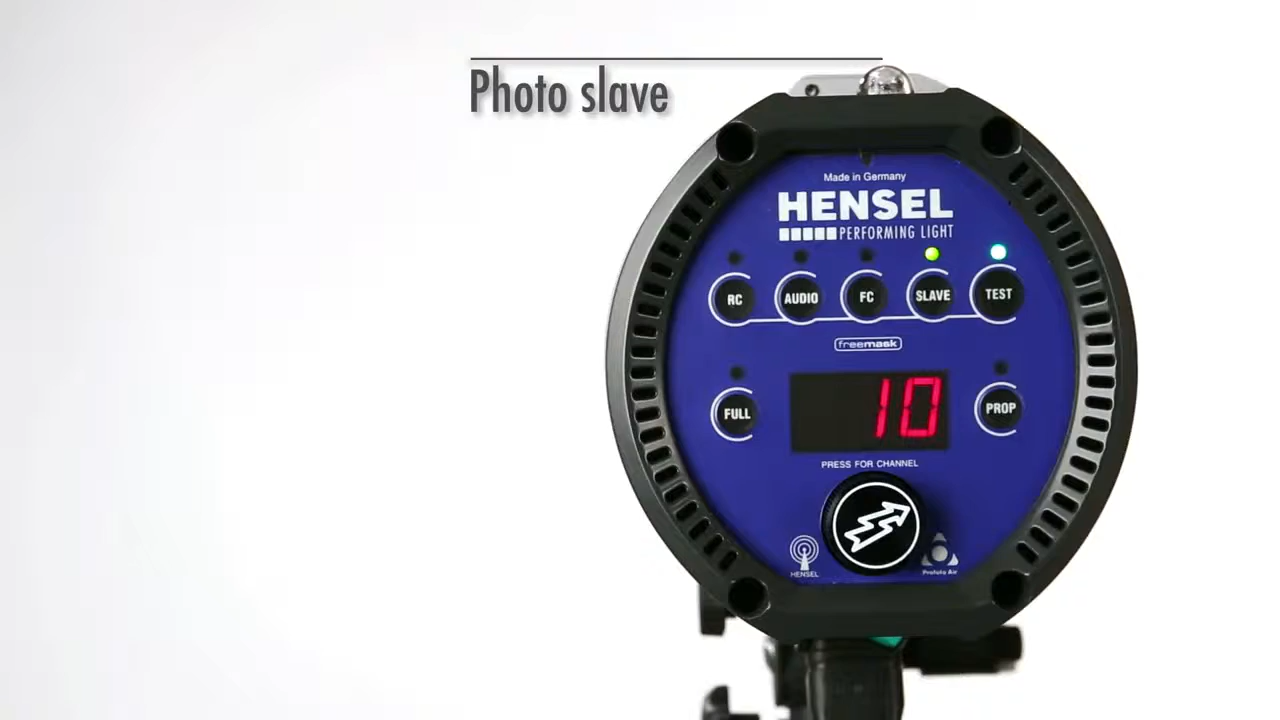 Photo slave
Made in Germany
HENSEL
PERFORMING LIGHT
RC AUDIO FC SLAVE TEST
freemask
FULL 10 PROP
PRESS FOR CHANNEL
HENSEL Profoto Air